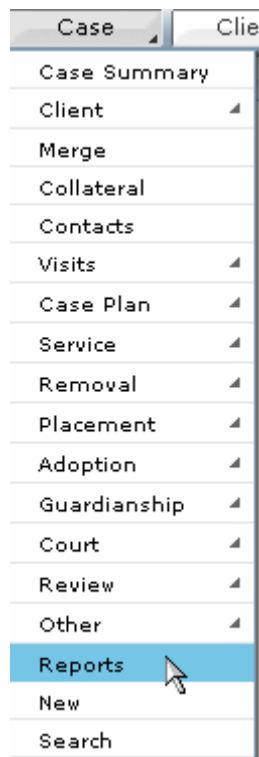 Case Clie
Case Summary
Client
Merge
Collateral
Contacts
Visits
Case Plan
Service
Removal
Placement
Adoption
Guardianship
Court
Review
Other
Reports
New
Search